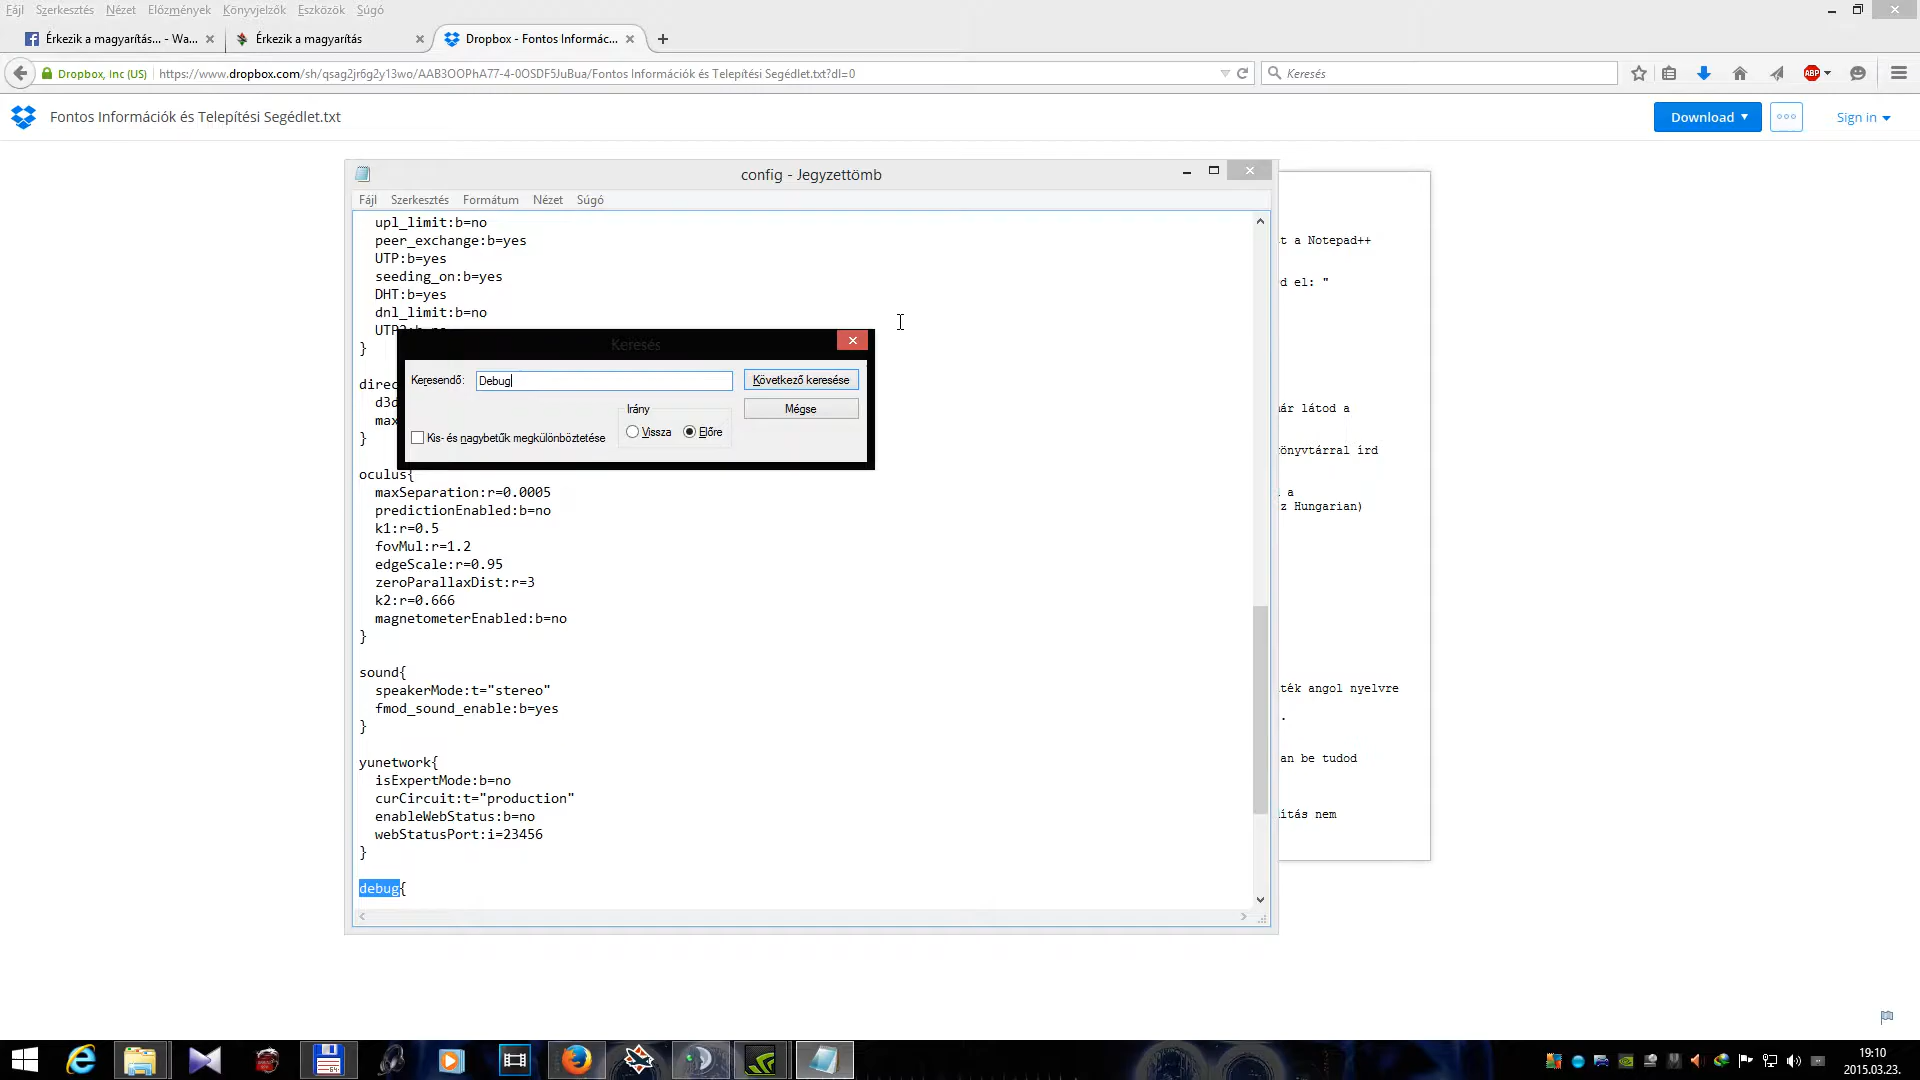 Fájl Szerkesztés Nézet Előzmények Könyvjelzők Eszközök Súgó
Érkezik a magyarítás... - Wa...
Érkezik a magyarítás
Dropbox - Fontos Informác...
Dropbox, Inc (US)
https://www.dropbox.com/sh/qsag2jr6g2y13wo/AAB3OOPhA77-4-0OSDF5JuBua/Fontos Információk és Telepítési Segédlet.txt?dl=0
Keresés
ABP
Fontos Információk és Telepítési Segédlet.txt
Download
Sign in
config - Jegyzettömb
Fájl Szerkesztés Formátum Nézet Súgó
upl_limit:b=no
peer_exchange:b=yes
UTP:b=yes
seeding_on:b=yes
DHT:b=yes
dnl_limit:b=no
}
Keresés
Keresendő: Debug
Következő keresése
Mégse
Irány
Vissza Előre
Kis- és nagybetűk megkülönböztetése
direc
d3d
max
}
oculus{
maxSeparation:r=0.0005
predictionEnabled:b=no
k1:r=0.5
fovMul:r=1.2
edgeScale:r=0.95
zeroParallaxDist:r=3
k2:r=0.666
magnetometerEnabled:b=no
}
sound{
speakerMode:t="stereo"
fmod_sound_enable:b=yes
}
yunetwork{
isExpertMode:b=no
curCircuit:t="production"
enableWebStatus:b=no
webStatusPort:i=23456
}
debug{
t a Notepad++
d el: "
ár látod a
önyvtárral írd
a
z Hungarian)
ték angol nyelvre
.
an be tudod
ítás nem
19:10
2015.03.23.